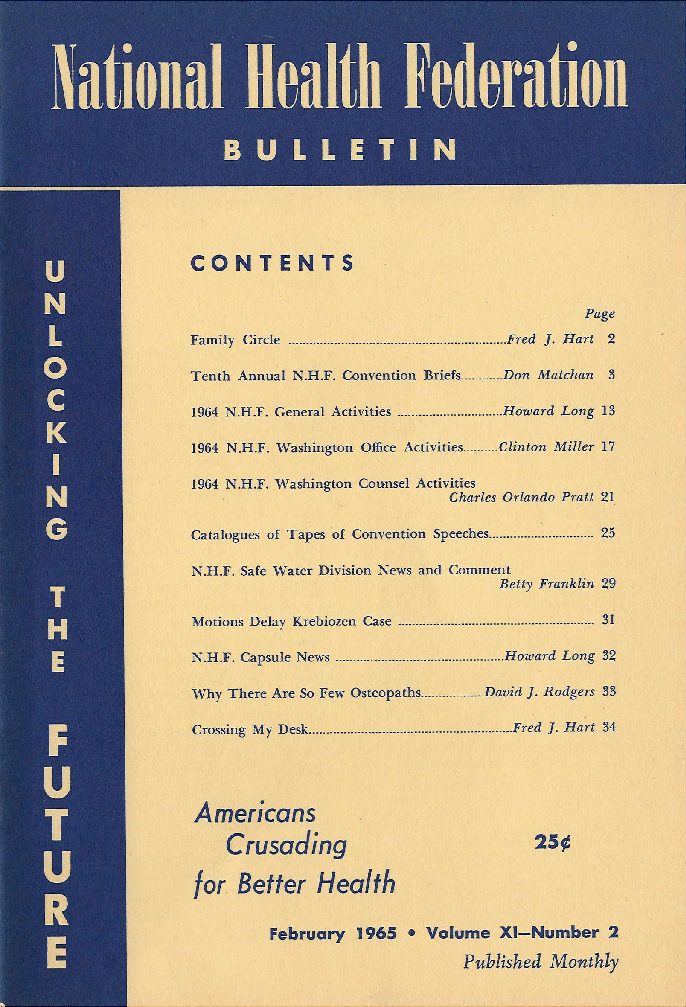 National Health Federation
BULLETIN
UNLOCKING THE FUTURE
CONTENTS
Page
Family Circle ........ Fred J. Hart 2
Tenth Annual N.H.F. Convention Briefs ........ Don Matchan 3
1964 N.H.F. General Activities ........ Howard Long 13
1964 N.H.F. Washington Office Activities ........ Clinton Miller 17
1964 N.H.F. Washington Counsel Activities
Charles Orlando Pratt 21
Catalogues of Tapes of Convention Speeches ........ 25
N.H.F. Safe Water Division News and Comment
Betty Franklin 29
Motions Delay Krebiozen Case ........ 31
N.H.F. Capsule News ........ Howard Long 32
Why There Are So Few Osteopaths ........ David J. Rodgers 33
Crossing My Desk ........ Fred J. Hart 34
Americans
Crusading
for Better Health
25¢
February 1965 • Volume XI—Number 2
Published Monthly